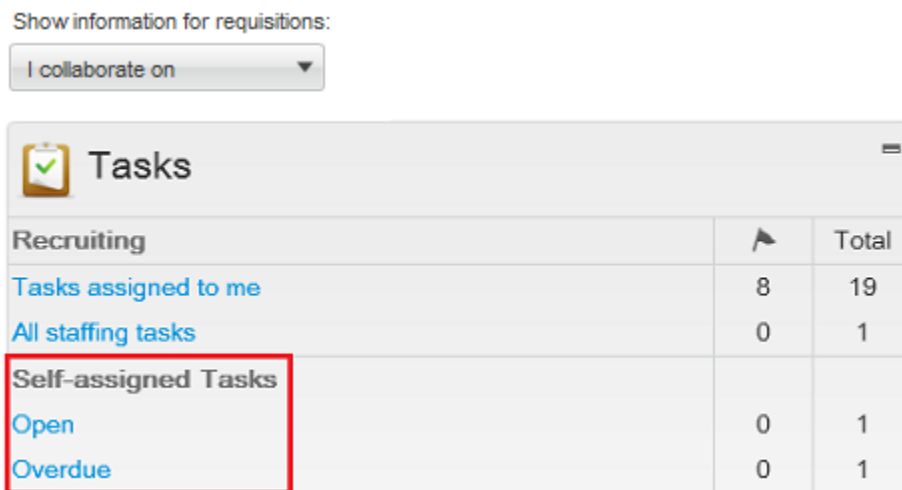 Show information for requisitions:
I collaborate on
Tasks
Recruiting Total
Tasks assigned to me 8 19
All staffing tasks 0 1
Self-assigned Tasks
Open 0 1
Overdue 0 1